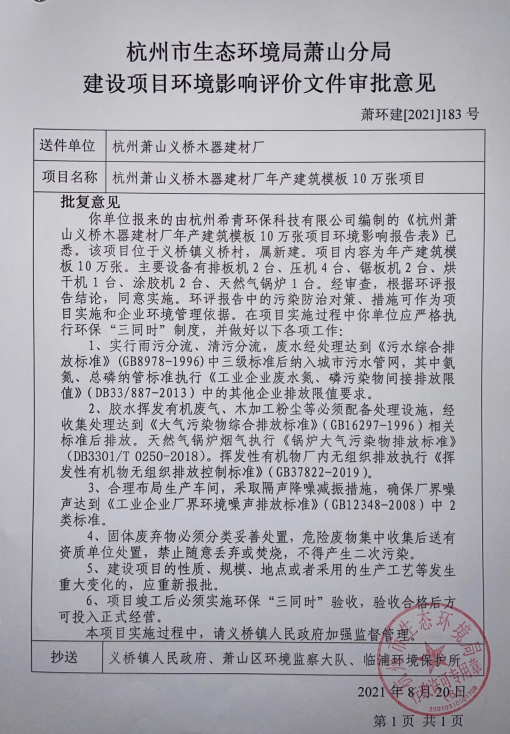 杭州市生态环境局萧山分局
建设项目环境影响评价文件审批意见
萧环建[2021]183 号
送件单位 杭州萧山义桥木器建材厂
项目名称 杭州萧山义桥木器建材厂年产建筑模板 10 万张项目
批复意见
你单位报来的由杭州希青环保科技有限公司编制的《杭州萧
山义桥木器建材厂年产建筑模板 10 万张项目环境影响报告表》已
悉。该项目位于义桥镇义桥村，属新建。项目内容为年产建筑模
板 10 万张。主要设备有排板机 2 台、压机 4 台、锯板机 2 台、烘
干机 1 台、涂胶机 2 台、天然气锅炉 1 台。经审查，根据环评报
告结论，同意实施。环评报告中的污染防治对策、措施可作为项
目实施和企业环境管理依据。在项目实施过程中你单位应严格执
行环保“三同时”制度，并做好以下各项工作：
1、实行雨污分流、清污分流，废水经处理达到《污水综合排
放标准》(GB8978-1996)中三级标准后纳入城市污水管网，其中氨
氮、总磷纳管标准执行《工业企业废水氮、磷污染物间接排放限
值》(DB33/887-2013）中的其他企业排放限值要求。
2、胶水挥发有机废气、木加工粉尘等必须配备处理设施，经
收集处理达到《大气污染物综合排放标准》(GB16297-1996）相关
标准后排放。天然气锅炉烟气执行《锅炉大气污染物排放标准》
（DB3301/T 0250-2018)。挥发性有机物厂内无组织排放执行《挥
发性有机物无组织排放控制标准》(GB37822-2019)。
3、合理布局生产车间，采取隔声降噪减振措施，确保厂界噪
声达到《工业企业厂界环境噪声排放标准》(GB12348-2008）中 2
类标准。
4、固体废弃物必须分类妥善处置，危险废物集中收集后送有
资质单位处置，禁止随意丢弃或焚烧，不得产生二次污染。
5、建设项目的性质、规模、地点或者采用的生产工艺等发生
重大变化的，应重新报批。
6、项目竣工后必须实施环保“三同时”验收，验收合格后方
可投入正式经营。
本项目实施过程中，请义桥镇人民政府加强监督管理。
抄送 义桥镇人民政府、萧山区环境监察大队、临浦环境保护所
2021 年 8 月 20 日
第 1 页 共 1 页
杭州市生态环境局
行政许可专用章